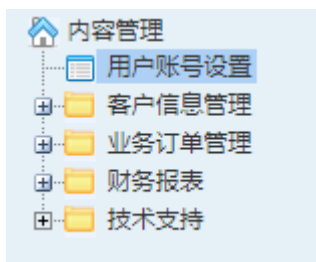 内容管理
用户账号设置
客户信息管理
业务订单管理
财务报表
技术支持